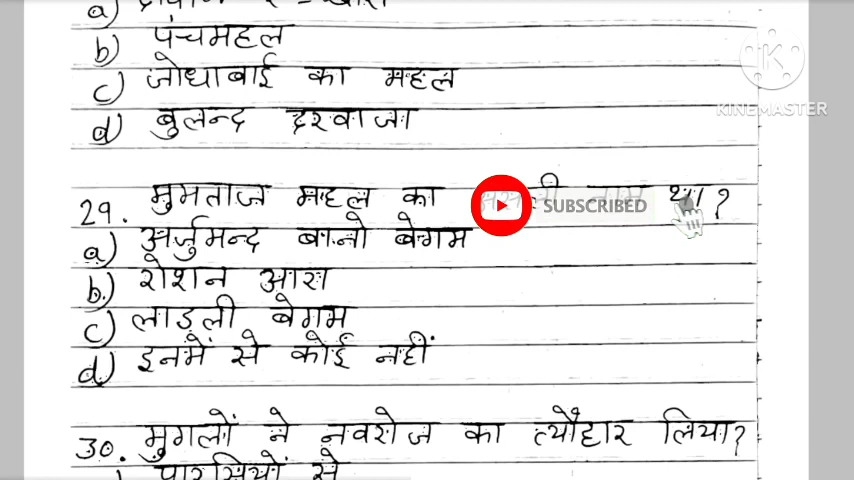 a)
b) पंचमहल
c) जोधाबाई का महल
d) बुलन्द दरवाजा
KINEMASTER
29. मुमताज महल का नाम था?
SUBSCRIBED
a) अर्जुमन्द बानो बेगम
b) रोशन आरा
c) लाडली बेगम
d) इनमें से कोई नहीं
30. मुगलों ने नवरोज का त्यौहार लिया?
पारसियों से